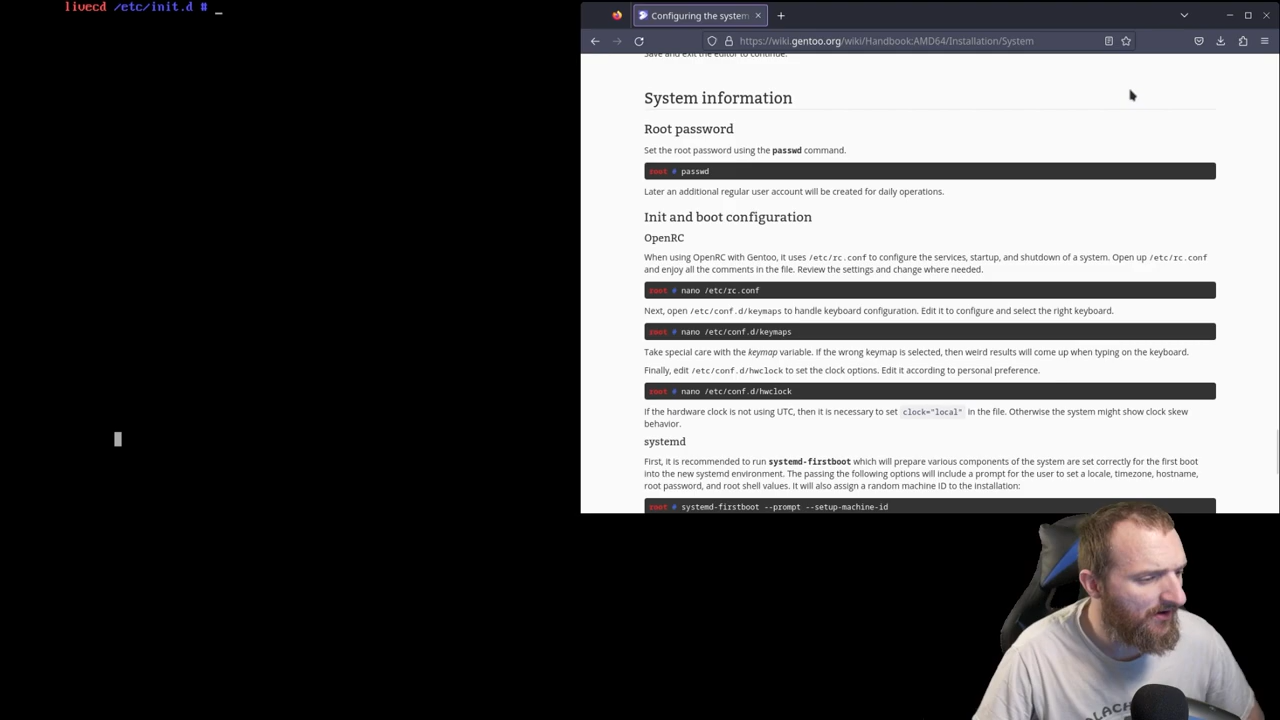 livecd /etc/init.d # _
Configuring the system
https://wiki.gentoo.org/wiki/Handbook:AMD64/Installation/System
Save and exit the editor to continue.
System information
Root password
Set the root password using the passwd command.
root # passwd
Later an additional regular user account will be created for daily operations.
Init and boot configuration
OpenRC
When using OpenRC with Gentoo, it uses /etc/rc.conf to configure the services, startup, and shutdown of a system. Open up /etc/rc.conf
and enjoy all the comments in the file. Review the settings and change where needed.
root # nano /etc/rc.conf
Next, open /etc/conf.d/keymaps to handle keyboard configuration. Edit it to configure and select the right keyboard.
root # nano /etc/conf.d/keymaps
Take special care with the keymap variable. If the wrong keymap is selected, then weird results will come up when typing on the keyboard.
Finally, edit /etc/conf.d/hwclock to set the clock options. Edit it according to personal preference.
root # nano /etc/conf.d/hwclock
If the hardware clock is not using UTC, then it is necessary to set clock="local" in the file. Otherwise the system might show clock skew
behavior.
systemd
First, it is recommended to run systemd-firstboot which will prepare various components of the system are set correctly for the first boot
into the new systemd environment. The passing the following options will include a prompt for the user to set a locale, timezone, hostname,
root password, and root shell values. It will also assign a random machine ID to the installation:
root # systemd-firstboot --prompt --setup-machine-id